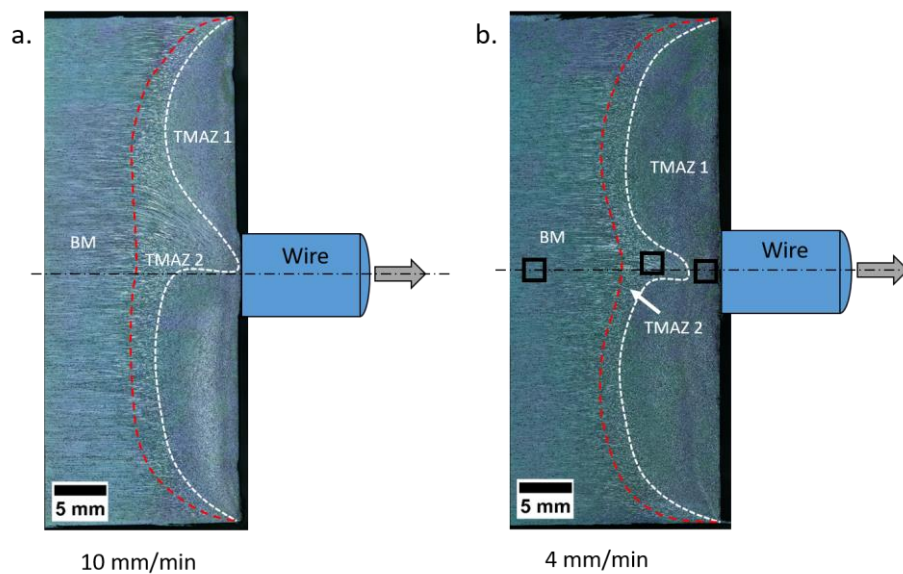 a.
TMAZ 1
BM
TMAZ 2
Wire
5 mm
10 mm/min
b.
TMAZ 1
BM
Wire
TMAZ 2
5 mm
4 mm/min